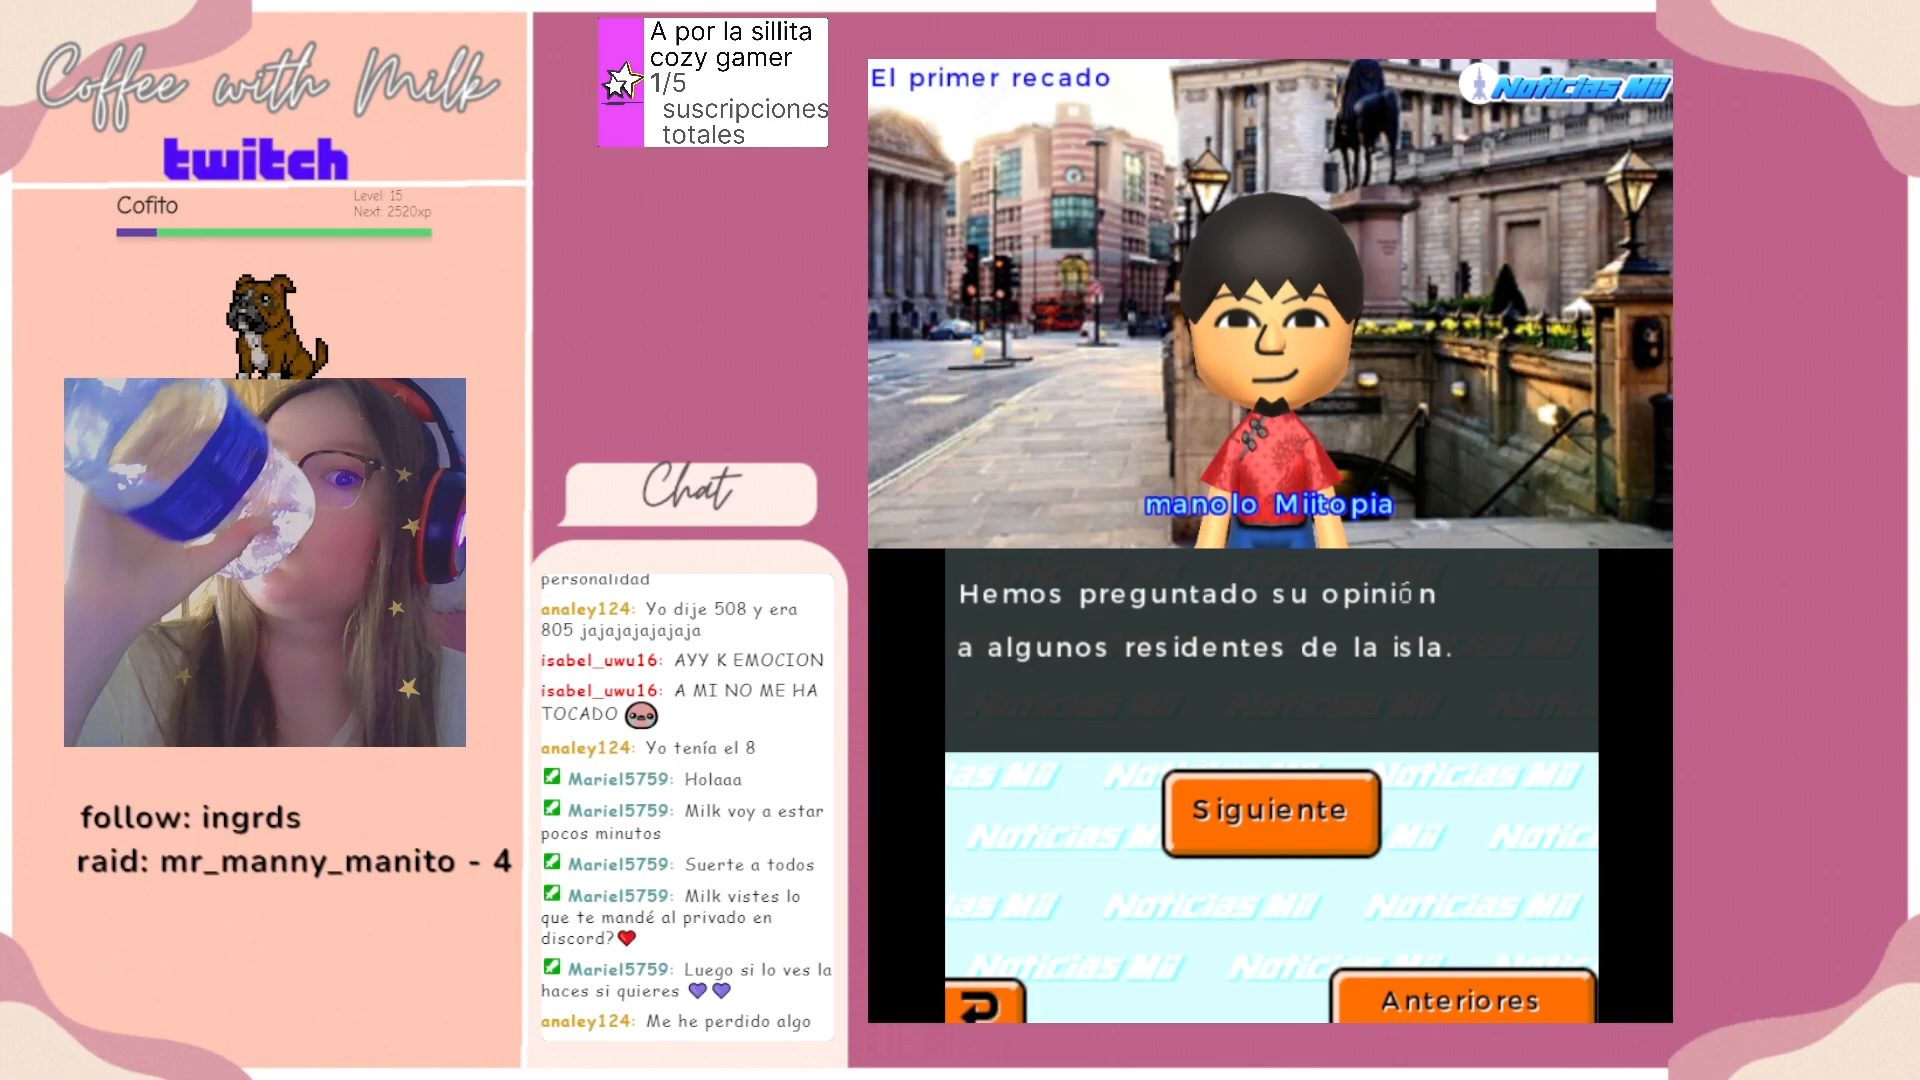 Coffee with Milk
twitch
Cofito
Level: 15
Next: 2520xp
follow: ingrds
raid: mr_manny_manito - 4
A por la sillita
cozy gamer
1/5
suscripciones
totales
Chat
personalidad
analey124: Yo dije 508 y era
805 jajajajajajaja
isabel_uwu16: AYY K EMOCION
isabel_uwu16: A MI NO ME HA
TOCADO
analey124: Yo tenía el 8
Mariel5759: Holaaa
Mariel5759: Milk voy a estar
pocos minutos
Mariel5759: Suerte a todos
Mariel5759: Milk vistes lo
que te mandé al privado en
discord?❤️
Mariel5759: Luego si lo ves la
haces si quieres 💜💜
analey124: Me he perdido algo
El primer recado
Noticias Mii
manolo Miitopia
Hemos preguntado su opinión
a algunos residentes de la isla.
Siguiente
Anteriores